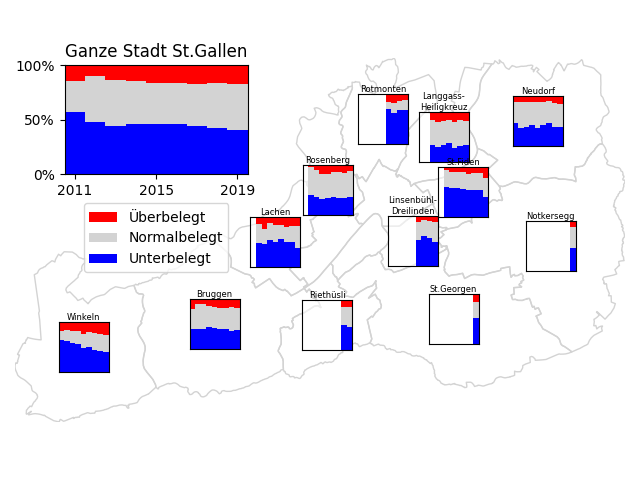 Ganze Stadt St.Gallen
100%
50%
0%
2011
2015
2019
Überbelegt
Normalbelegt
Unterbelegt
Rotmonten
Langgass-
Heiligkreuz
Neudorf
Rosenberg
St.Fiden
Lachen
Linsenbühl-
Dreilinden
Notkersegg
Winkeln
Bruggen
Riethüsli
St.Georgen